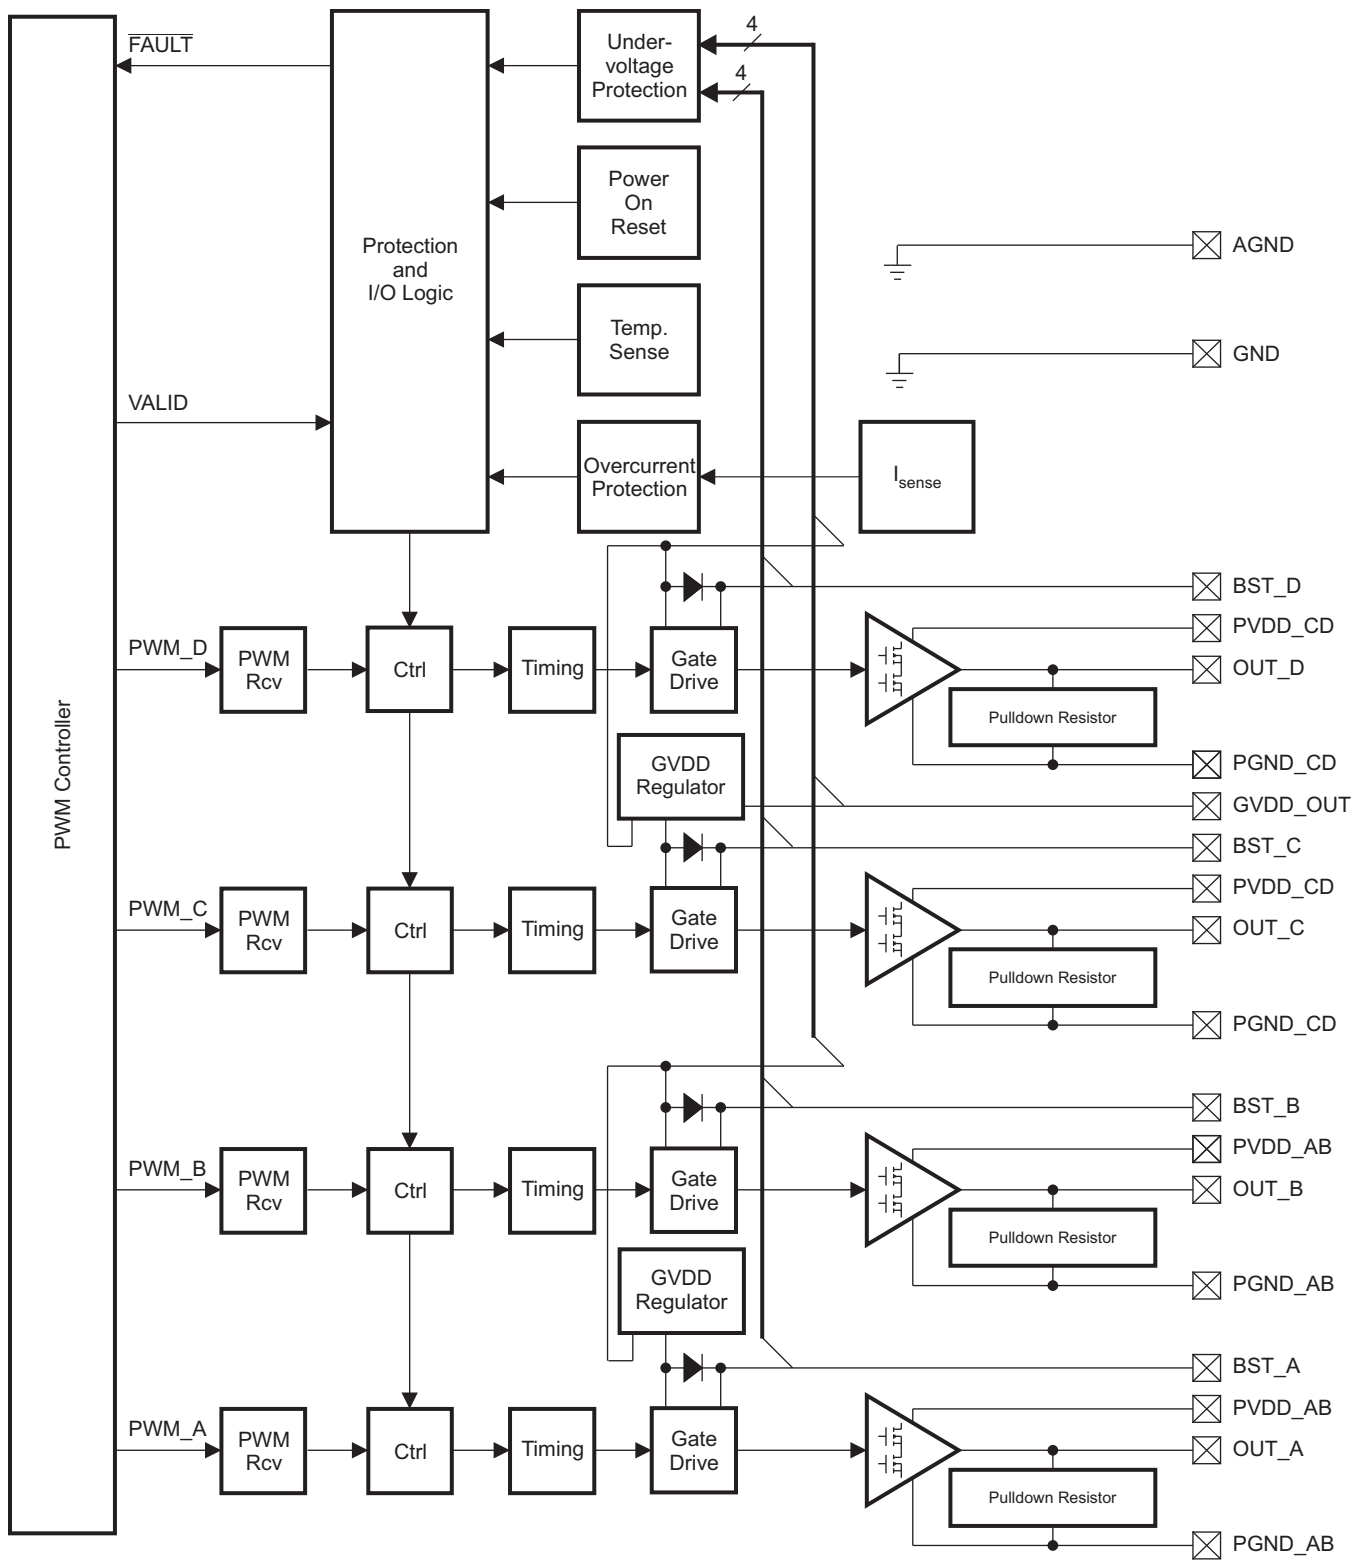 FAULT
Under-
voltage
Protection
4
4
Power
On
Reset
Protection
and
I/O Logic
AGND
Temp.
Sense
GND
VALID
Overcurrent
Protection
Isense
BST_D
PVDD_CD
PWM_D
PWM
Rcv
Ctrl
Timing
Gate
Drive
OUT_D
Pulldown Resistor
PWM Controller
GVDD
Regulator
PGND_CD
GVDD_OUT
BST_C
PVDD_CD
PWM_C
PWM
Rcv
Ctrl
Timing
Gate
Drive
OUT_C
Pulldown Resistor
PGND_CD
BST_B
PVDD_AB
PWM_B
PWM
Rcv
Ctrl
Timing
Gate
Drive
OUT_B
Pulldown Resistor
GVDD
Regulator
PGND_AB
BST_A
PVDD_AB
PWM_A
PWM
Rcv
Ctrl
Timing
Gate
Drive
OUT_A
Pulldown Resistor
PGND_AB